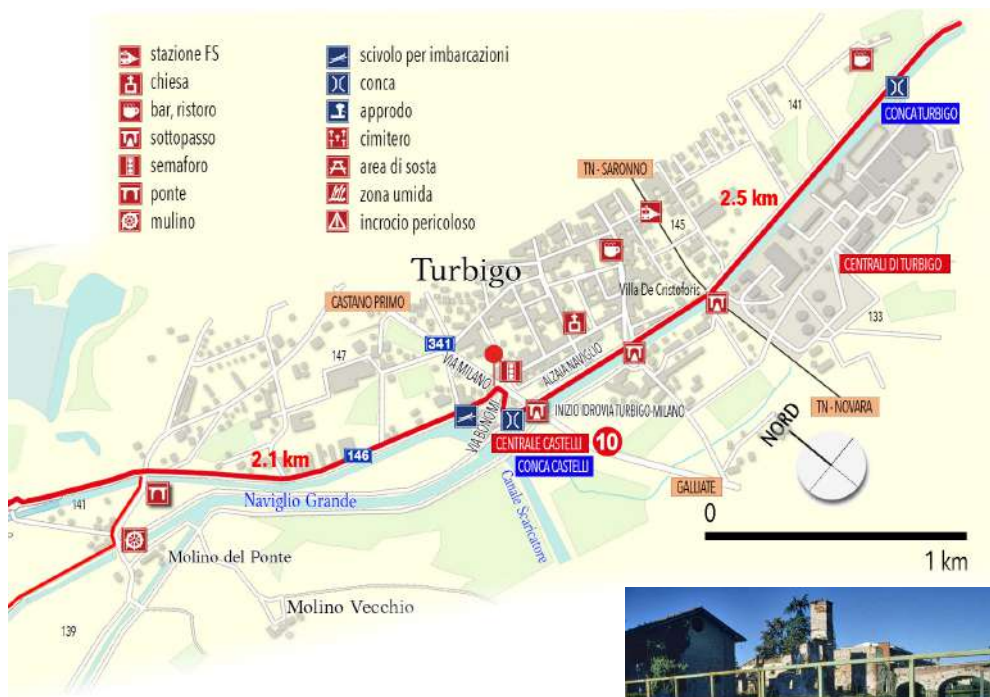 stazione FS
chiesa
bar, ristoro
sottopasso
semaforo
ponte
mulino
scivolo per imbarcazioni
conca
approdo
cimitero
area di sosta
zona umida
incrocio pericoloso
141
CONCA TURBIGO
TN - SARONNO
2.5 km
145
Turbigo
CENTRALI DI TURBIGO
Villa De Cristoforis
CASTANO PRIMO
133
341
147
VIA MILANO
ALZAIA NAVIGLIO
TN - NOVARA
INIZIO IDROVIA TURBIGO-MILANO
NORD
VIA BONOMI
CENTRALE CASTELLI 10
2.1 km
146
CONCA CASTELLI
GALLIATE
141
Naviglio Grande
Canale Scaricatore
0
1 km
Molino del Ponte
Molino Vecchio
139